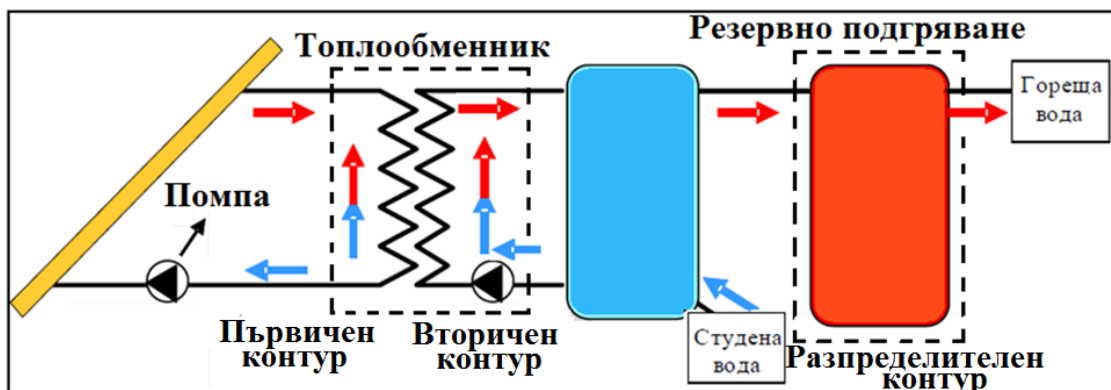 Топлообменник
Резервно подгряване
Гореща
вода
Помпа
Първичен
контур
Вторичен
контур
Студена
вода
Разпределителен
контур